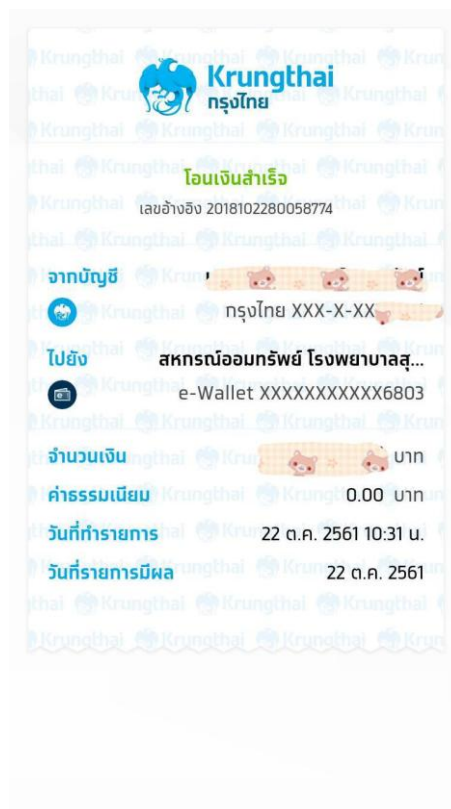 Krungthai
กรุงไทย
โอนเงินสำเร็จ
เลขอ้างอิง 2018102280058774
จากบัญชี
กรุงไทย XXX-X-XX
ไปยัง สหกรณ์ออมทรัพย์ โรงพยาบาลสุ...
e-Wallet XXXXXXXXXXX6803
จำนวนเงิน บาท
ค่าธรรมเนียม 0.00 บาท
วันที่ทำรายการ 22 ต.ค. 2561 10:31 น.
วันที่รายการมีผล 22 ต.ค. 2561